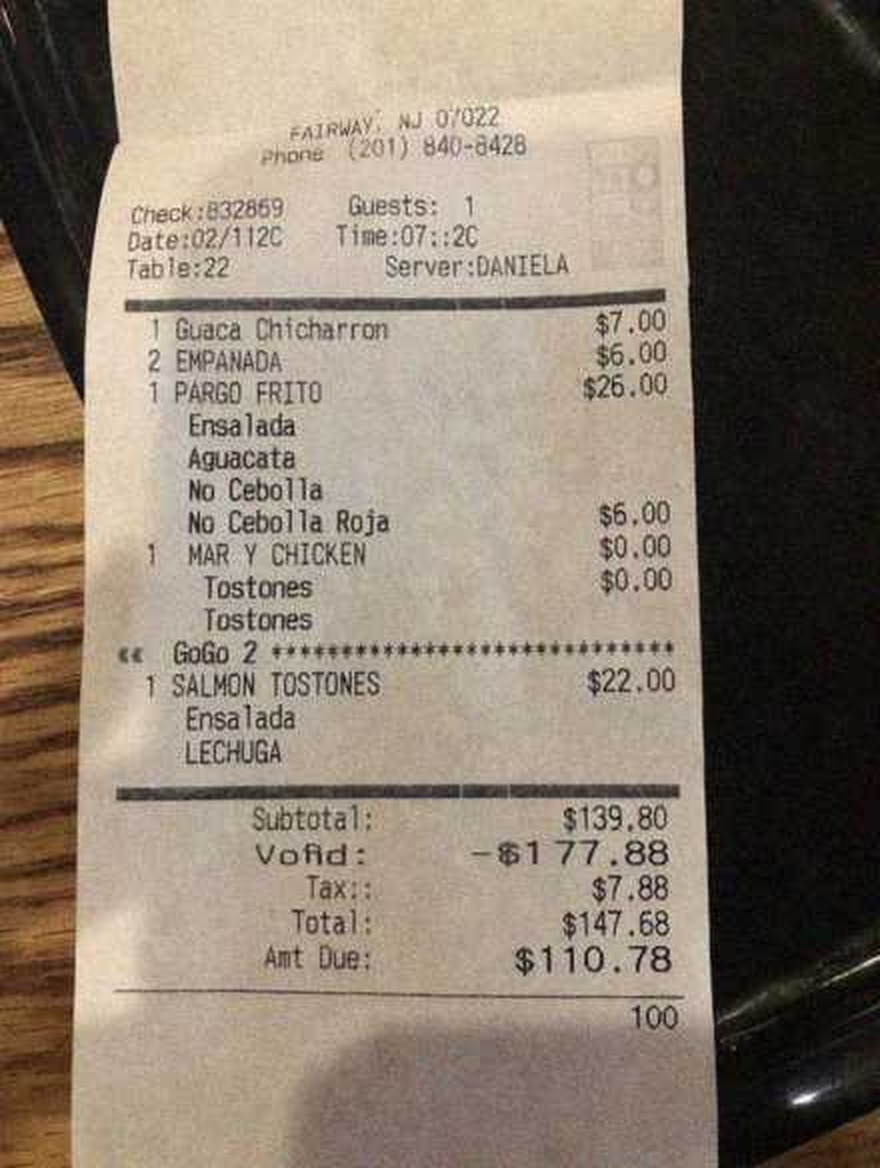 FAIRWAY, NJ 07022
Phone (201) 840-8428
Check:832869 Guests: 1
Date:02/112C Time:07::2C
Table:22 Server:DANIELA
1 Guaca Chicharron $7.00
2 EMPANADA $6.00
1 PARGO FRITO $26.00
Ensalada
Aguacata
No Cebolla
No Cebolla Roja $6.00
1 MAR Y CHICKEN $0.00
Tostones $0.00
Tostones
«« GoGo 2 *****************************
1 SALMON TOSTONES $22.00
Ensalada
LECHUGA
Subtotal: $139.80
Vofid: -$177.88
Tax:: $7.88
Total: $147.68
Amt Due: $110.78
100